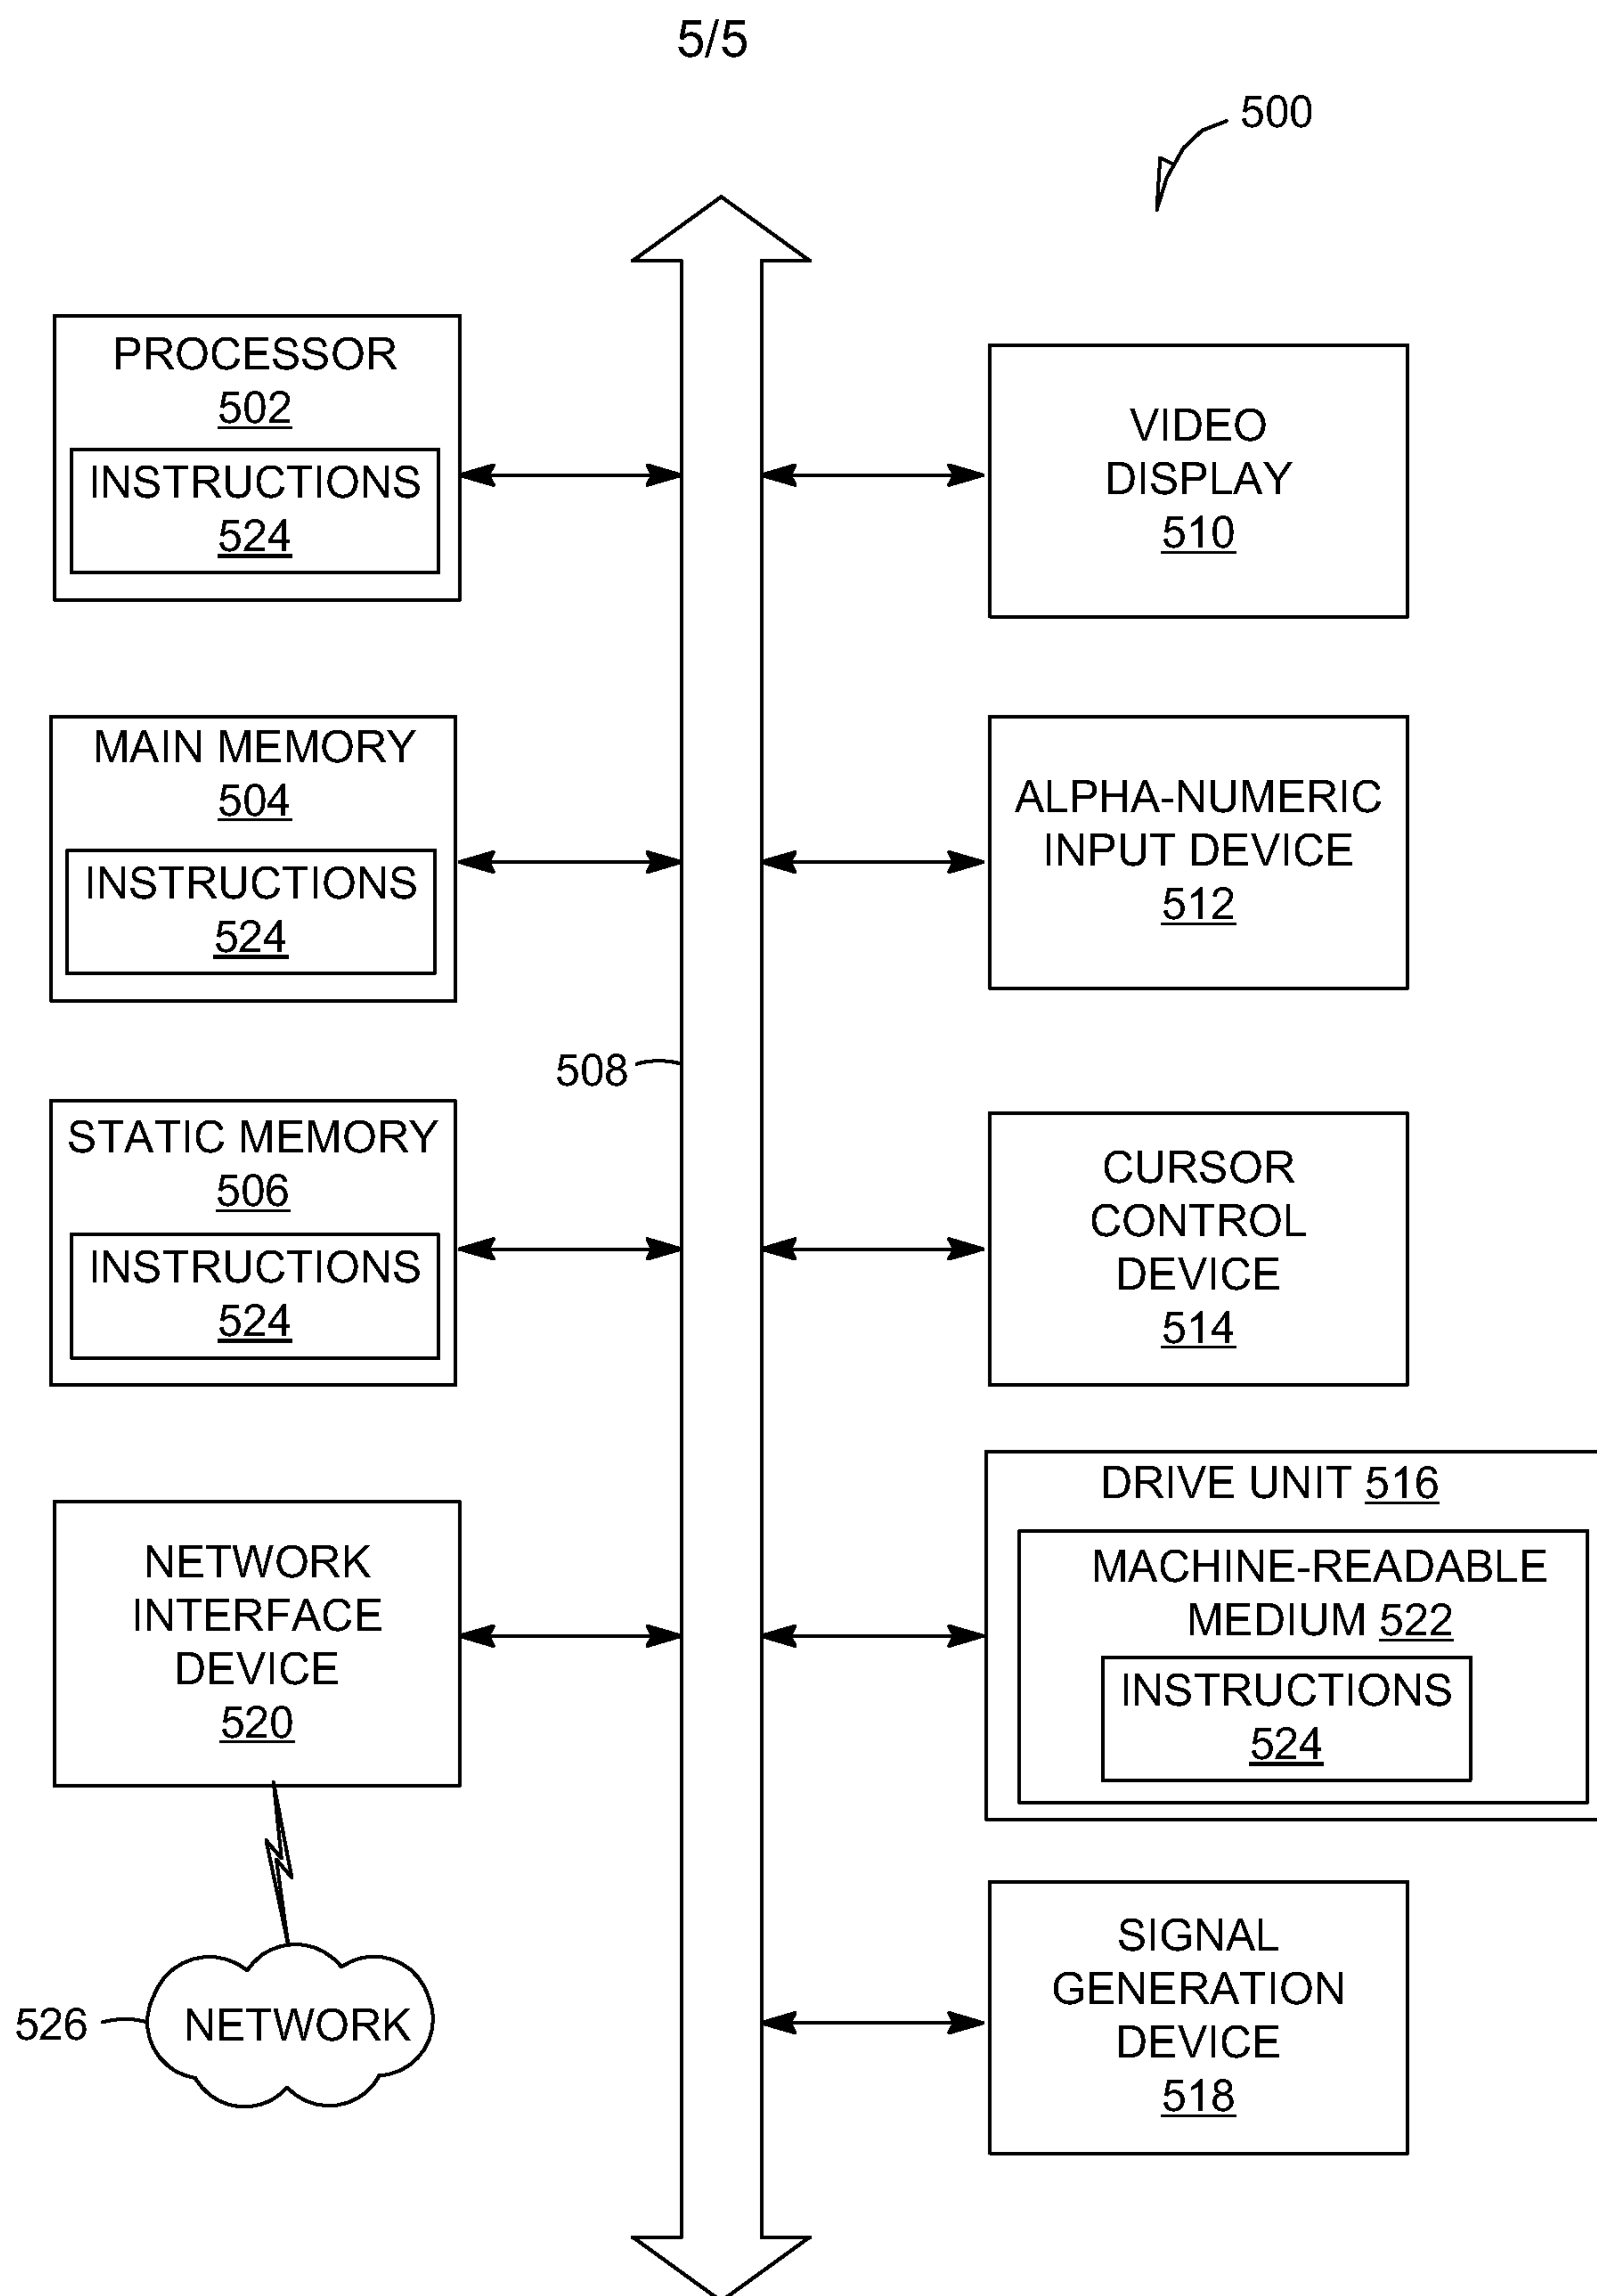 5/5
500
PROCESSOR
502
INSTRUCTIONS
524
VIDEO
DISPLAY
510
MAIN MEMORY
504
INSTRUCTIONS
524
ALPHA-NUMERIC
INPUT DEVICE
512
508
STATIC MEMORY
506
INSTRUCTIONS
524
CURSOR
CONTROL
DEVICE
514
NETWORK
INTERFACE
DEVICE
520
DRIVE UNIT 516
MACHINE-READABLE
MEDIUM 522
INSTRUCTIONS
524
526
NETWORK
SIGNAL
GENERATION
DEVICE
518